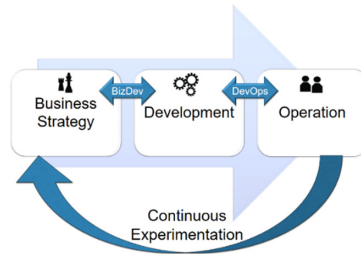 BizDev
DevOps
Business
Strategy
Development
Operation
Continuous
Experimentation